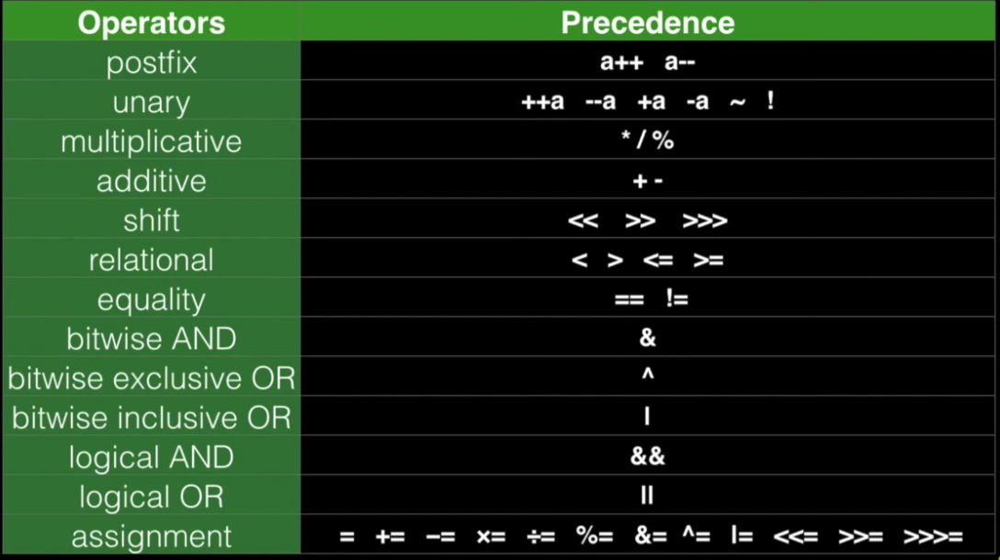 Operators Precedence
postfix a++ a--
unary ++a --a +a -a ~ !
multiplicative * / %
additive + -
shift << >> >>>
relational < > <= >=
equality == !=
bitwise AND &
bitwise exclusive OR ^
bitwise inclusive OR |
logical AND &&
logical OR ||
assignment = += −= ×= ÷= %= &= ^= |= <<= >>= >>>=